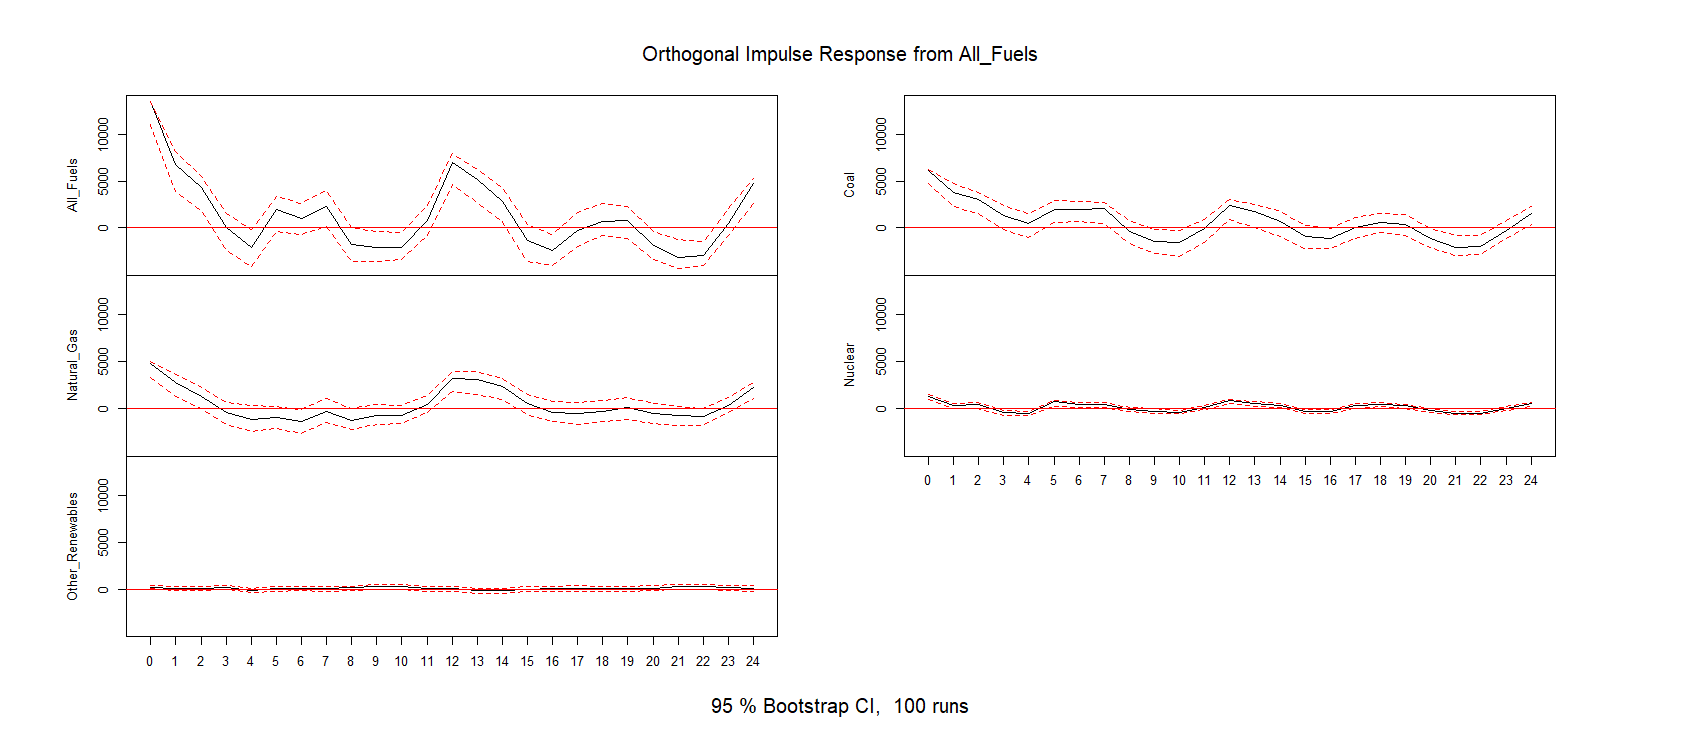 Orthogonal Impulse Response from All_Fuels
All_Fuels
10000
5000
0
Natural_Gas
10000
5000
0
Other_Renewables
10000
5000
0
0 1 2 3 4 5 6 7 8 9 10 11 12 13 14 15 16 17 18 19 20 21 22 23 24
Coal
10000
5000
0
Nuclear
10000
5000
0
0 1 2 3 4 5 6 7 8 9 10 11 12 13 14 15 16 17 18 19 20 21 22 23 24
95 % Bootstrap CI, 100 runs